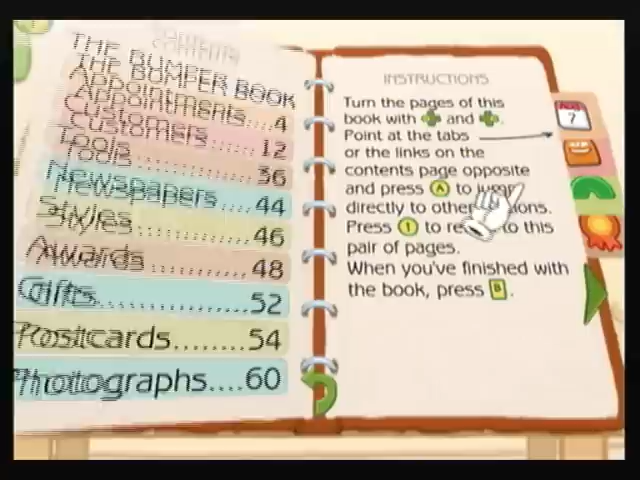 CONTENTS
THE BUMPER BOOK
Appointments....4
Customers.......12
Tools...........36
Newspapers......44
Styles..........46
Awards..........48
Gifts...........52
Postcards.......54
Photographs....60
INSTRUCTIONS
Turn the pages of this
book with and .
Point at the tabs
or the links on the
contents page opposite
and press A to jump
directly to other
Press 1 to to this
pair of pages.
When you've finished with
the book, press B.
7